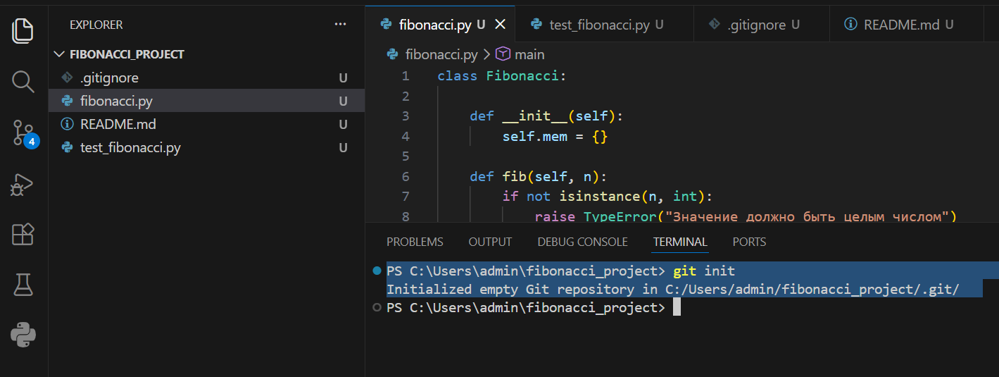 EXPLORER
···
FIBONACCI_PROJECT
.gitignore U
fibonacci.py U
README.md U
test_fibonacci.py U
4
fibonacci.py U
test_fibonacci.py U
.gitignore U
README.md U
fibonacci.py > main
1 class Fibonacci:
2
3 def __init__(self):
4 self.mem = {}
5
6 def fib(self, n):
7 if not isinstance(n, int):
8 raise TypeError("Значение должно быть целым числом")
PROBLEMS OUTPUT DEBUG CONSOLE TERMINAL PORTS
PS C:\Users\admin\fibonacci_project> git init
Initialized empty Git repository in C:/Users/admin/fibonacci_project/.git/
PS C:\Users\admin\fibonacci_project>